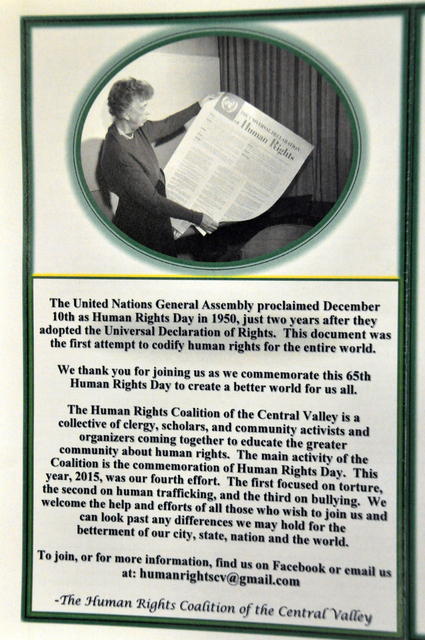 THE UNIVERSAL DECLARATION
OF Human Rights
The United Nations General Assembly proclaimed December
10th as Human Rights Day in 1950, just two years after they
adopted the Universal Declaration of Rights. This document was
the first attempt to codify human rights for the entire world.
We thank you for joining us as we commemorate this 65th
Human Rights Day to create a better world for us all.
The Human Rights Coalition of the Central Valley is a
collective of clergy, scholars, and community activists and
organizers coming together to educate the greater
community about human rights. The main activity of the
Coalition is the commemoration of Human Rights Day. This
year, 2015, was our fourth effort. The first focused on torture,
the second on human trafficking, and the third on bullying. We
welcome the help and efforts of all those who wish to join us and
can look past any differences we may hold for the
betterment of our city, state, nation and the world.
To join, or for more information, find us on Facebook or email us
at: humanrightscv@gmail.com
-The Human Rights Coalition of the Central Valley